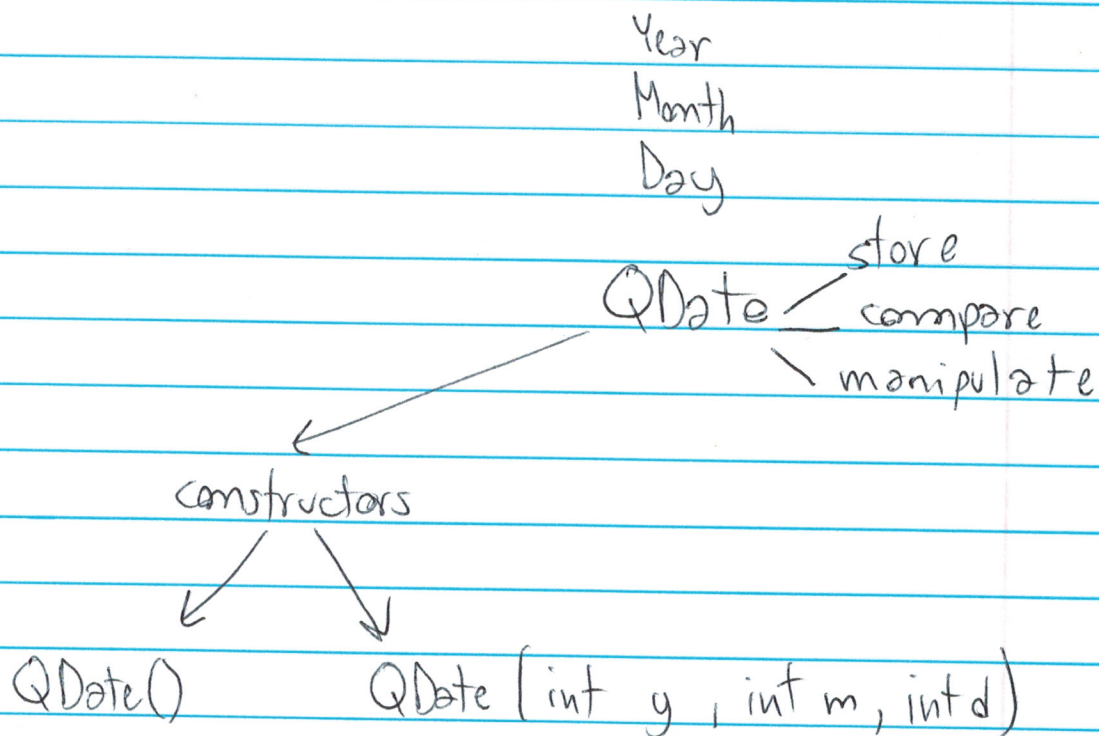 Year
Month
Day
store
QDate
compare
manipulate
constructors
QDate()
QDate (int y, int m, int d)